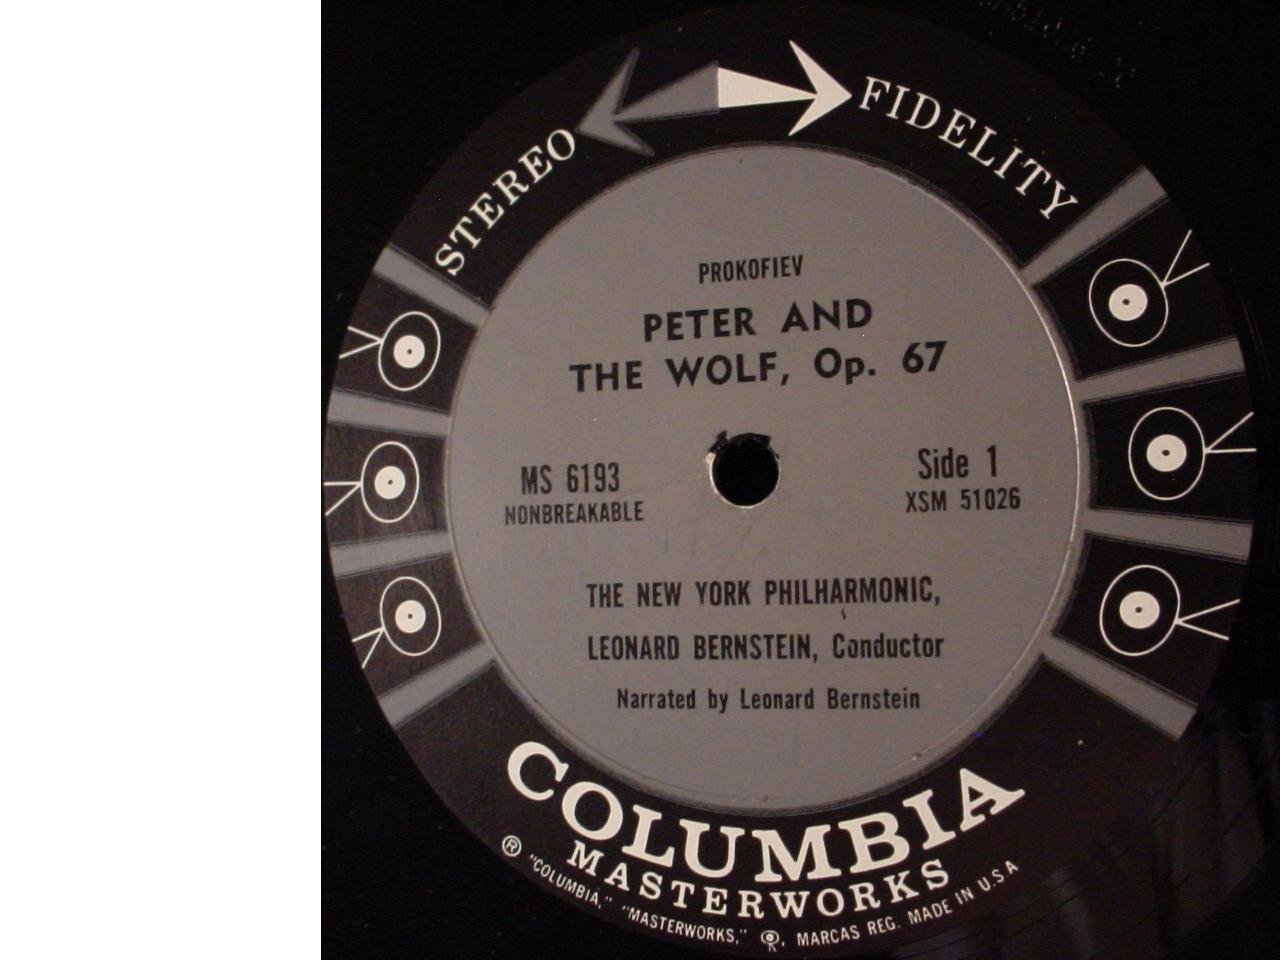 STEREO FIDELITY
PROKOFIEV
PETER AND
THE WOLF, Op. 67
MS 6193
NONBREAKABLE
Side 1
XSM 51026
THE NEW YORK PHILHARMONIC,
LEONARD BERNSTEIN, Conductor
Narrated by Leonard Bernstein
COLUMBIA
MASTERWORKS
® "COLUMBIA," "MASTERWORKS," MARCAS REG. MADE IN U.S.A